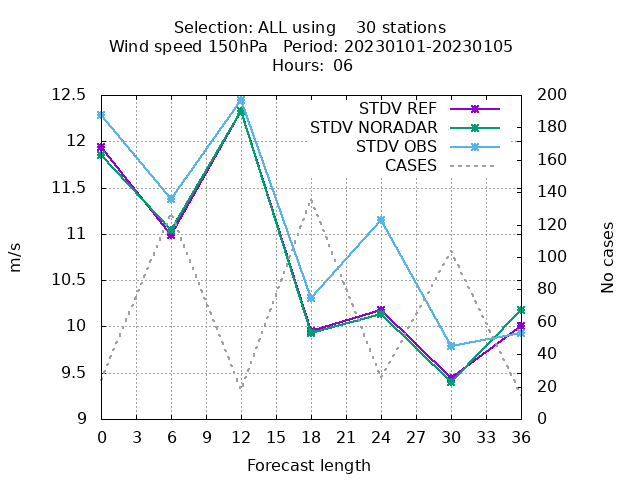 Selection: ALL using    30 stations
Wind speed 150hPa   Period: 20230101-20230105
Hours:  06
STDV REF
STDV NORADAR
STDV OBS
CASES
12.5
12
11.5
11
10.5
10
9.5
9
m/s
200
180
160
140
120
100
80
60
40
20
0
No cases
0 3 6 9 12 15 18 21 24 27 30 33 36
Forecast length